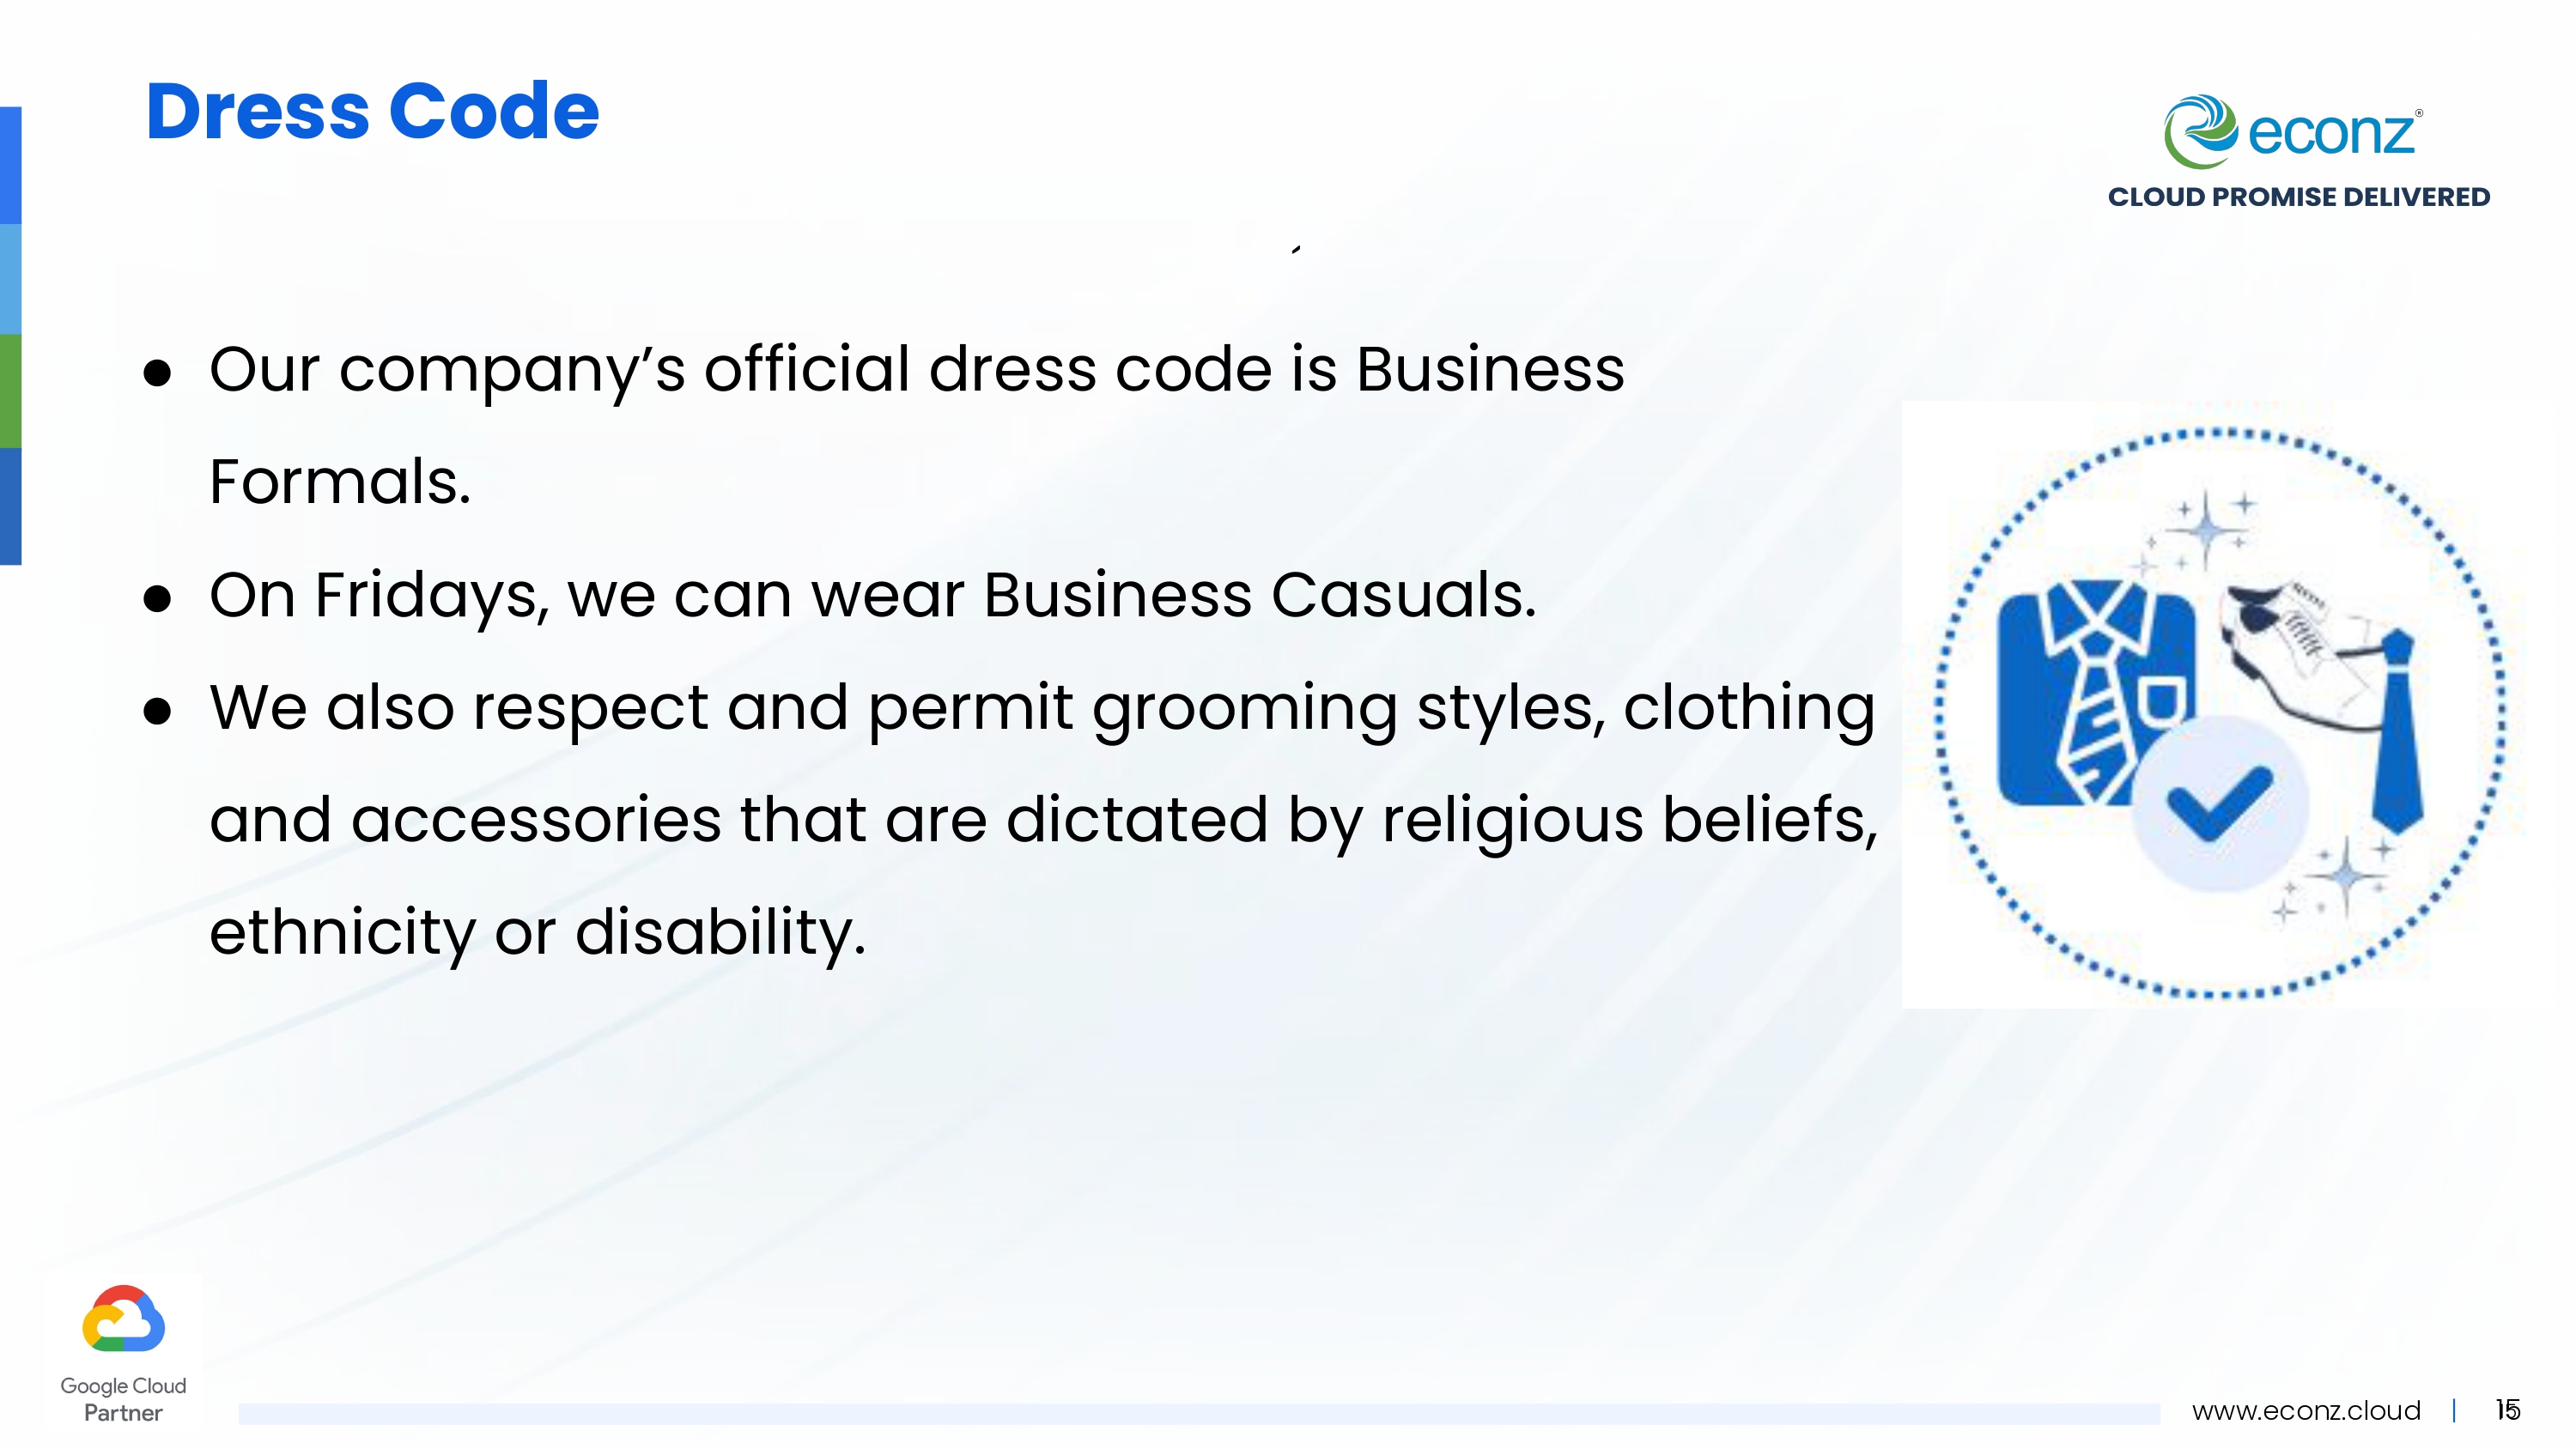 Dress Code
econz®
CLOUD PROMISE DELIVERED
● Our company’s official dress code is Business
Formals.
● On Fridays, we can wear Business Casuals.
● We also respect and permit grooming styles, clothing
and accessories that are dictated by religious beliefs,
ethnicity or disability.
Google Cloud
Partner
www.econz.cloud | 15